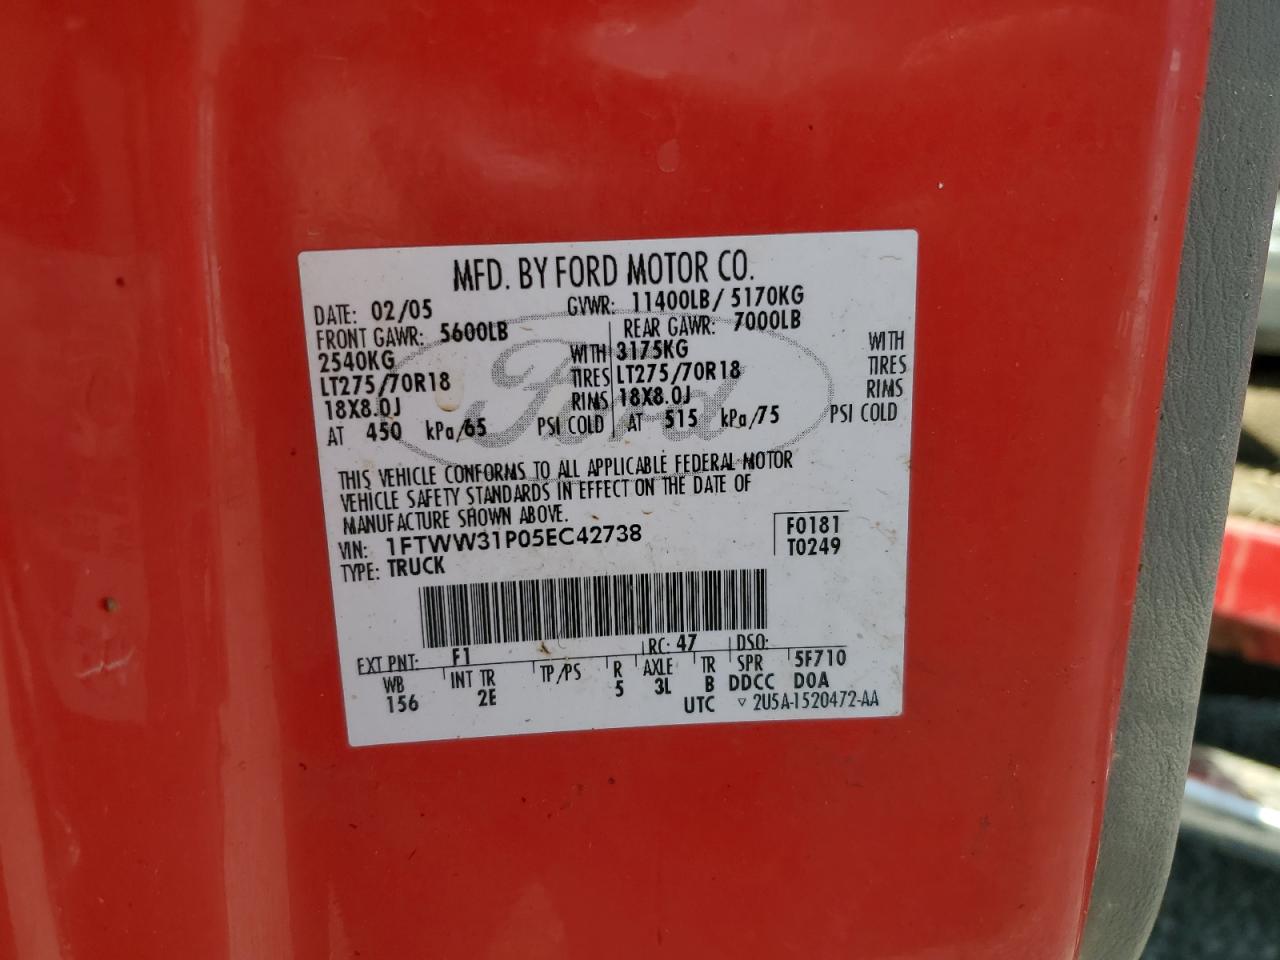 MFD. BY FORD MOTOR CO.
DATE: 02/05 GVWR: 11400LB/ 5170KG
FRONT GAWR: 5600LB REAR GAWR: 7000LB
2540KG WITH 3175KG WITH
LT275/70R18 TIRES LT275/70R18 TIRES
18X8.0J RIMS 18X8.0J RIMS
AT 450 kPa/65 PSI COLD AT 515 kPa/75 PSI COLD
Ford
THIS VEHICLE CONFORMS TO ALL APPLICABLE FEDERAL MOTOR
VEHICLE SAFETY STANDARDS IN EFFECT ON THE DATE OF
MANUFACTURE SHOWN ABOVE.
VIN: 1FTWW31P05EC42738 F0181
TYPE: TRUCK T0249
EXT PNT: F1 RC: 47 DSO:
WB INT TR TP/PS R AXLE TR SPR 5F710
156 2E 5 3L B DDCC D0A
UTC ▽ 2U5A-1520472-AA